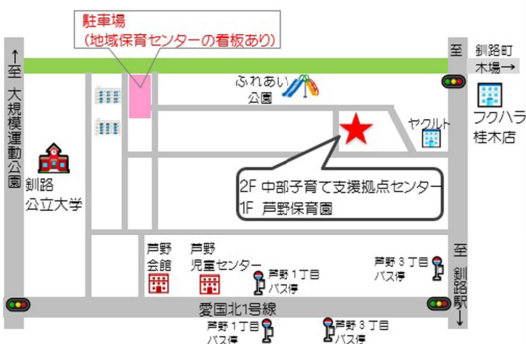 駐車場
(地域保育センターの看板あり)
至 釧路町
木場→
←至 大規模運動公園
ふれあい
公園
ヤクルト
フクハラ
桂木店
釧路
公立大学
2F 中部子育て支援拠点センター
1F 芦野保育園
芦野
会館
芦野
児童センター
芦野1丁目
バス停
芦野3丁目
バス停
至 釧路駅→
愛国北1号線
芦野1丁目
バス停
芦野3丁目
バス停